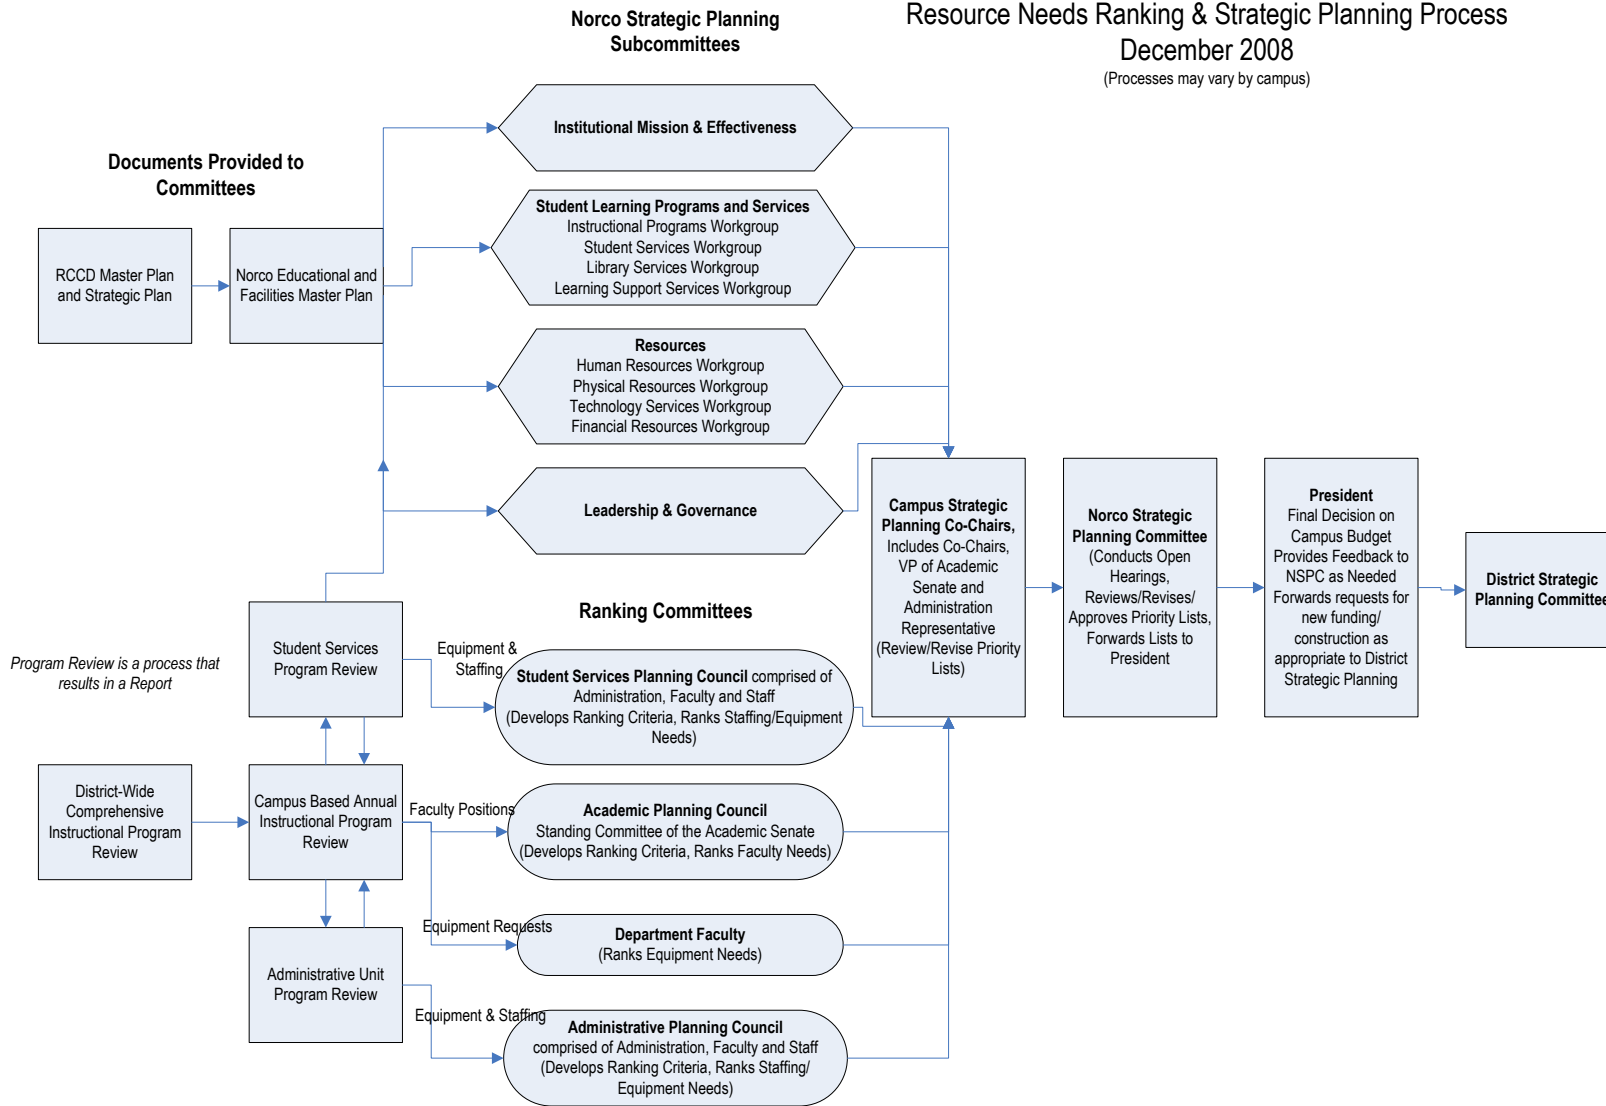 Resource Needs Ranking & Strategic Planning Process
December 2008
(Processes may vary by campus)
Norco Strategic Planning
Subcommittees
Documents Provided to
Committees
RCCD Master Plan
and Strategic Plan
Norco Educational and
Facilities Master Plan
Institutional Mission & Effectiveness
Student Learning Programs and Services
Instructional Programs Workgroup
Student Services Workgroup
Library Services Workgroup
Learning Support Services Workgroup
Resources
Human Resources Workgroup
Physical Resources Workgroup
Technology Services Workgroup
Financial Resources Workgroup
Leadership & Governance
Campus Strategic
Planning Co-Chairs,
Includes Co-Chairs,
VP of Academic
Senate and
Administration
Representative
(Review/Revise Priority
Lists)
Norco Strategic
Planning Committee
(Conducts Open
Hearings,
Reviews/Revises/
Approves Priority Lists,
Forwards Lists to
President
President
Final Decision on
Campus Budget
Provides Feedback to
NSPC as Needed
Forwards requests for
new funding/
construction as
appropriate to District
Strategic Planning
District Strategic
Planning Committee
Ranking Committees
Program Review is a process that
results in a Report
Student Services
Program Review
Equipment &
Staffing
Student Services Planning Council comprised of
Administration, Faculty and Staff
(Develops Ranking Criteria, Ranks Staffing/Equipment
Needs)
District-Wide
Comprehensive
Instructional Program
Review
Campus Based Annual
Instructional Program
Review
Faculty Positions
Academic Planning Council
Standing Committee of the Academic Senate
(Develops Ranking Criteria, Ranks Faculty Needs)
Equipment Requests
Department Faculty
(Ranks Equipment Needs)
Administrative Unit
Program Review
Equipment & Staffing
Administrative Planning Council
comprised of Administration, Faculty and Staff
(Develops Ranking Criteria, Ranks Staffing/
Equipment Needs)